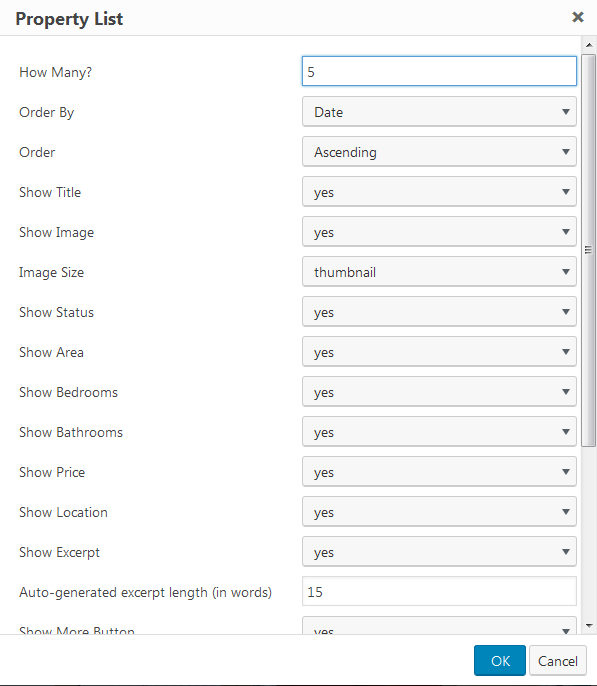 Property List ×
How Many? 5
Order By Date
Order Ascending
Show Title yes
Show Image yes
Image Size thumbnail
Show Status yes
Show Area yes
Show Bedrooms yes
Show Bathrooms yes
Show Price yes
Show Location yes
Show Excerpt yes
Auto-generated excerpt length (in words) 15
Show More Button yes
OK Cancel